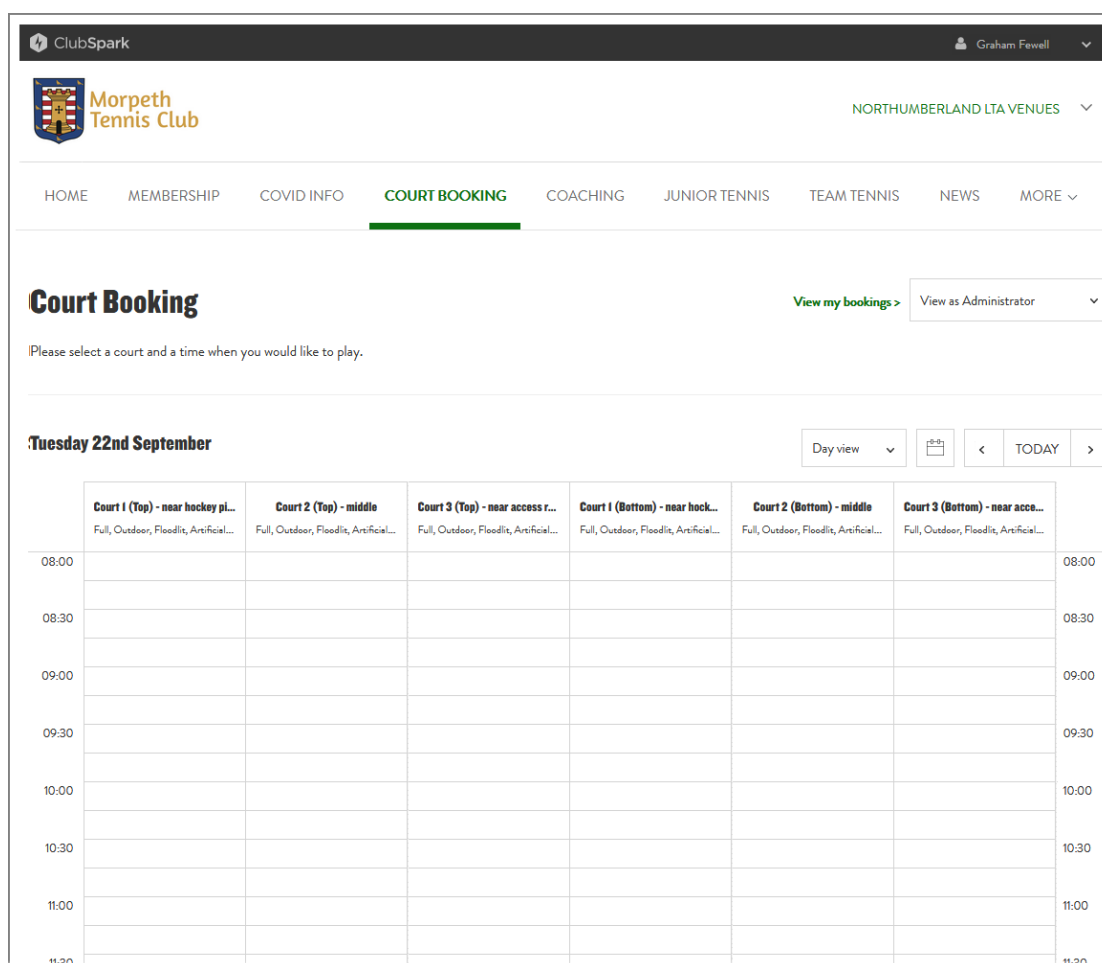 ClubSpark
Graham Fewell
Morpeth
Tennis Club
NORTHUMBERLAND LTA VENUES
HOME MEMBERSHIP COVID INFO COURT BOOKING COACHING JUNIOR TENNIS TEAM TENNIS NEWS MORE
Court Booking
View my bookings >
View as Administrator
Please select a court and a time when you would like to play.
Tuesday 22nd September
Day view
< TODAY >
Court 1 (Top) - near hockey pi... Court 2 (Top) - middle Court 3 (Top) - near access r... Court 1 (Bottom) - near hock... Court 2 (Bottom) - middle Court 3 (Bottom) - near acce...
Full, Outdoor, Floodlit, Artificial... Full, Outdoor, Floodlit, Artificial... Full, Outdoor, Floodlit, Artificial... Full, Outdoor, Floodlit, Artificial... Full, Outdoor, Floodlit, Artificial... Full, Outdoor, Floodlit, Artificial...
08:00 08:00
08:30 08:30
09:00 09:00
09:30 09:30
10:00 10:00
10:30 10:30
11:00 11:00
11:30 11:30